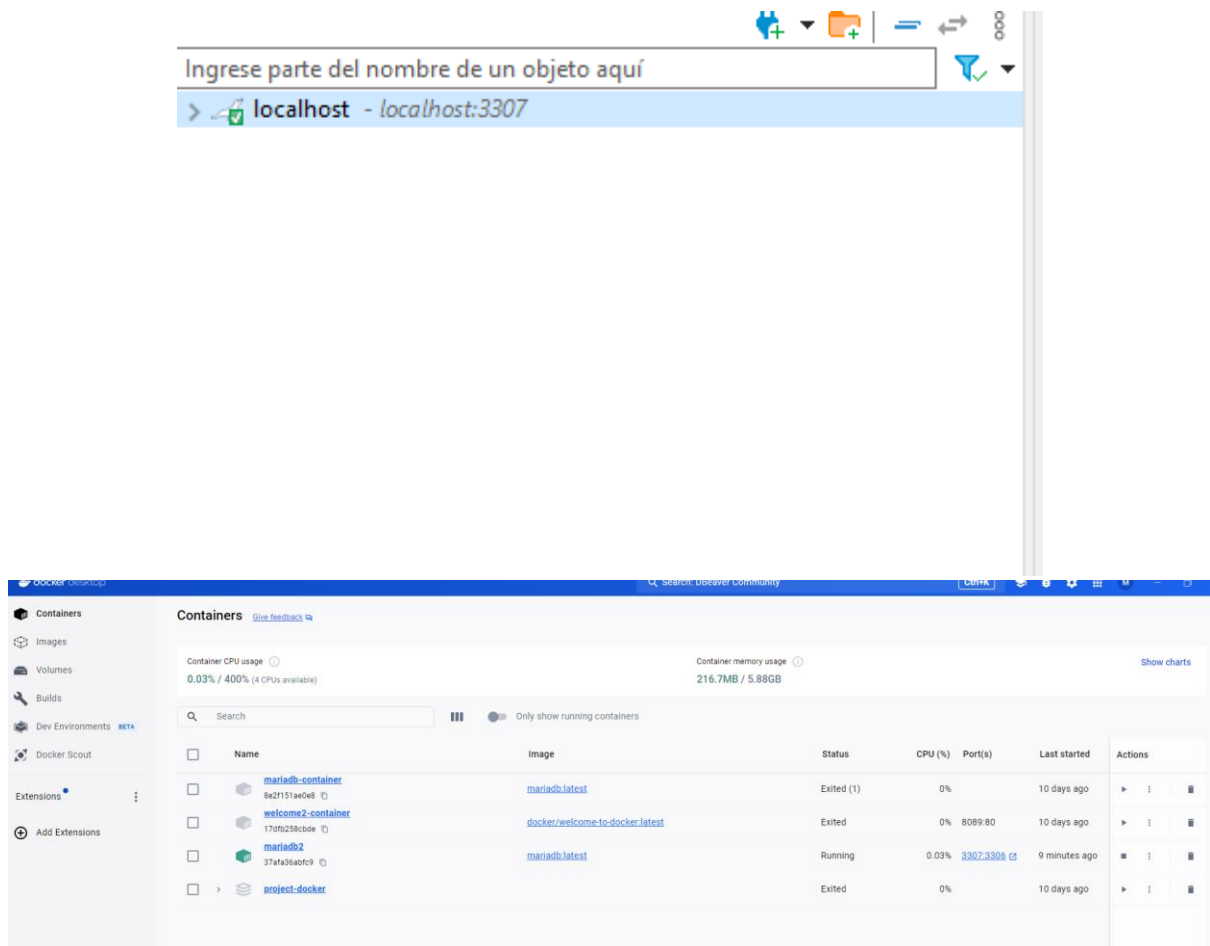 Ingrese parte del nombre de un objeto aquí
localhost - localhost:3307
docker desktop
Search: DBeaver Community
Ctrl+K
M
Containers
Images
Volumes
Builds
Dev Environments BETA
Docker Scout
Extensions
Add Extensions
Containers Give feedback
Container CPU usage
0.03% / 400% (4 CPUs available)
Container memory usage
216.7MB / 5.88GB
Show charts
Search
Only show running containers
Name Image Status CPU (%) Port(s) Last started Actions
mariadb-container
8e2f151ae0e8
mariadb:latest Exited (1) 0% 10 days ago
welcome2-container
17dfb258cbde
docker/welcome-to-docker:latest Exited 0% 8089:80 10 days ago
mariadb2
37afa36abfc9
mariadb:latest Running 0.03% 3307:3306 9 minutes ago
project-docker Exited 0% 10 days ago